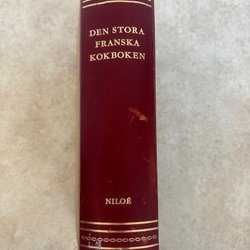 DEN STORA
FRANSKA
KOKBOKEN
NILOÉ